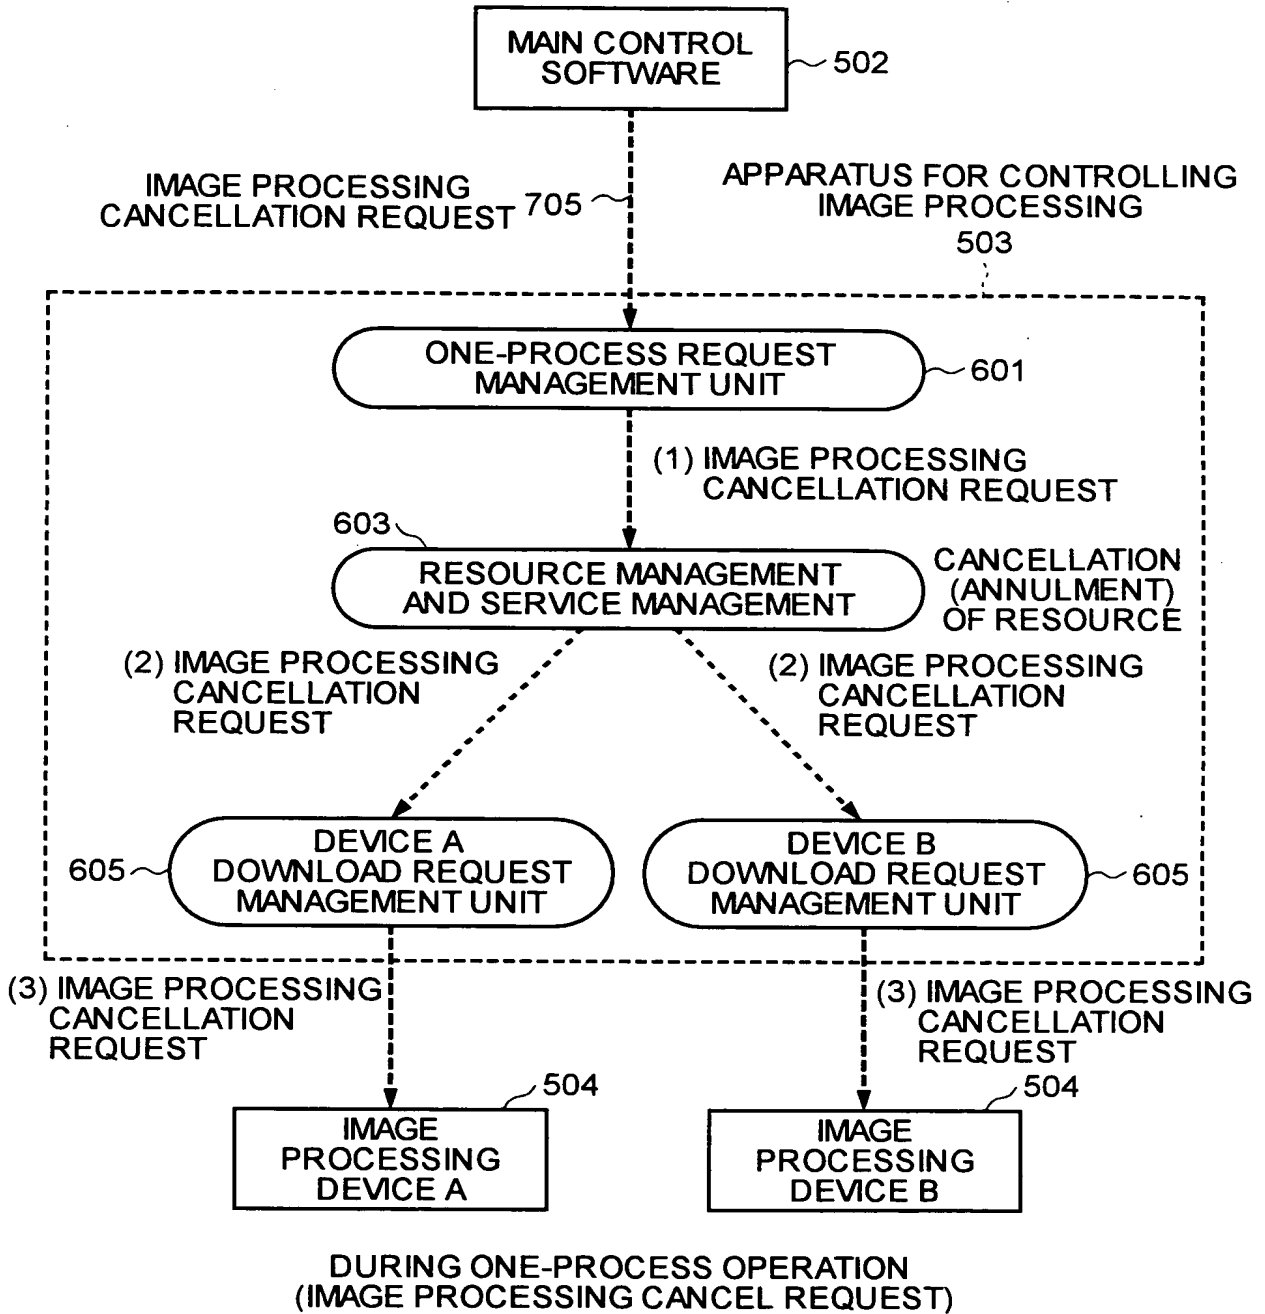 MAIN CONTROL
SOFTWARE
502
IMAGE PROCESSING
CANCELLATION REQUEST
705
APPARATUS FOR CONTROLLING
IMAGE PROCESSING
503
ONE-PROCESS REQUEST
MANAGEMENT UNIT
601
(1) IMAGE PROCESSING
CANCELLATION REQUEST
603
RESOURCE MANAGEMENT
AND SERVICE MANAGEMENT
CANCELLATION
(ANNULMENT)
OF RESOURCE
(2) IMAGE PROCESSING
CANCELLATION
REQUEST
(2) IMAGE PROCESSING
CANCELLATION
REQUEST
605
DEVICE A
DOWNLOAD REQUEST
MANAGEMENT UNIT
DEVICE B
DOWNLOAD REQUEST
MANAGEMENT UNIT
605
(3) IMAGE PROCESSING
CANCELLATION
REQUEST
(3) IMAGE PROCESSING
CANCELLATION
REQUEST
504
IMAGE
PROCESSING
DEVICE A
504
IMAGE
PROCESSING
DEVICE B
DURING ONE-PROCESS OPERATION
(IMAGE PROCESSING CANCEL REQUEST)